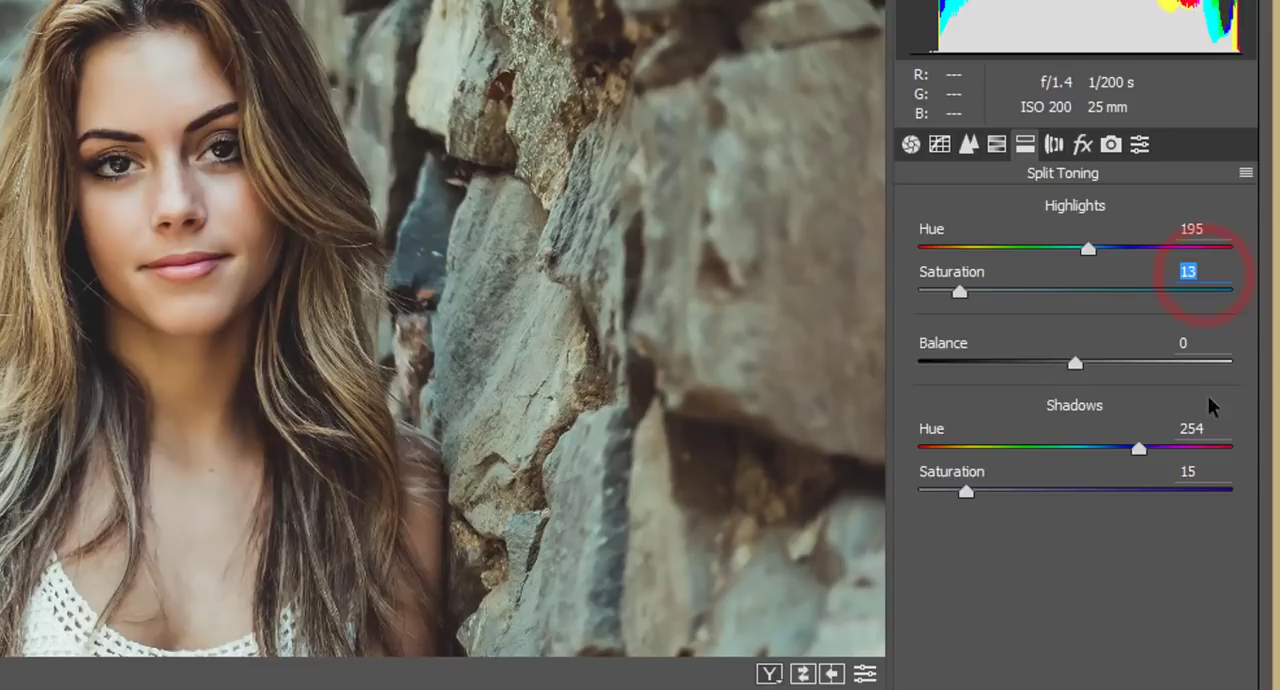 R: ---
G: ---
B: ---
f/1.4 1/200 s
ISO 200 25 mm
fx
Split Toning
Highlights
Hue 195
Saturation 13
Balance 0
Shadows
Hue 254
Saturation 15
Y